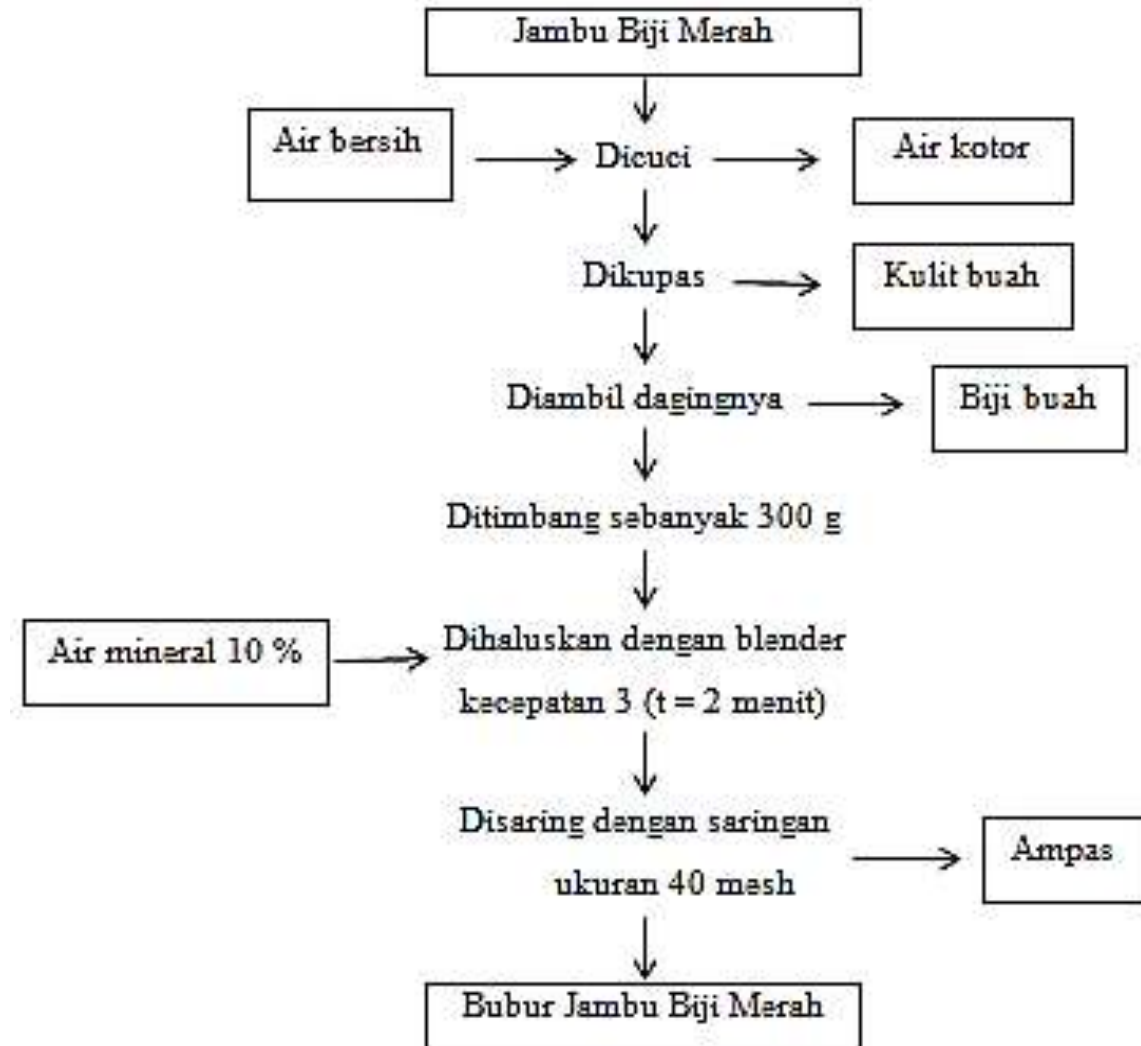 Jambu Biji Merah
Air bersih
Dicuci
Air kotor
Dikupas
Kulit buah
Diambil dagingnya
Biji buah
Ditimbang sebanyak 300 g
Air mineral 10 %
Dihaluskan dengan blender
kecepatan 3 (t = 2 menit)
Disaring dengan saringan
ukuran 40 mesh
Ampas
Bubur Jambu Biji Merah